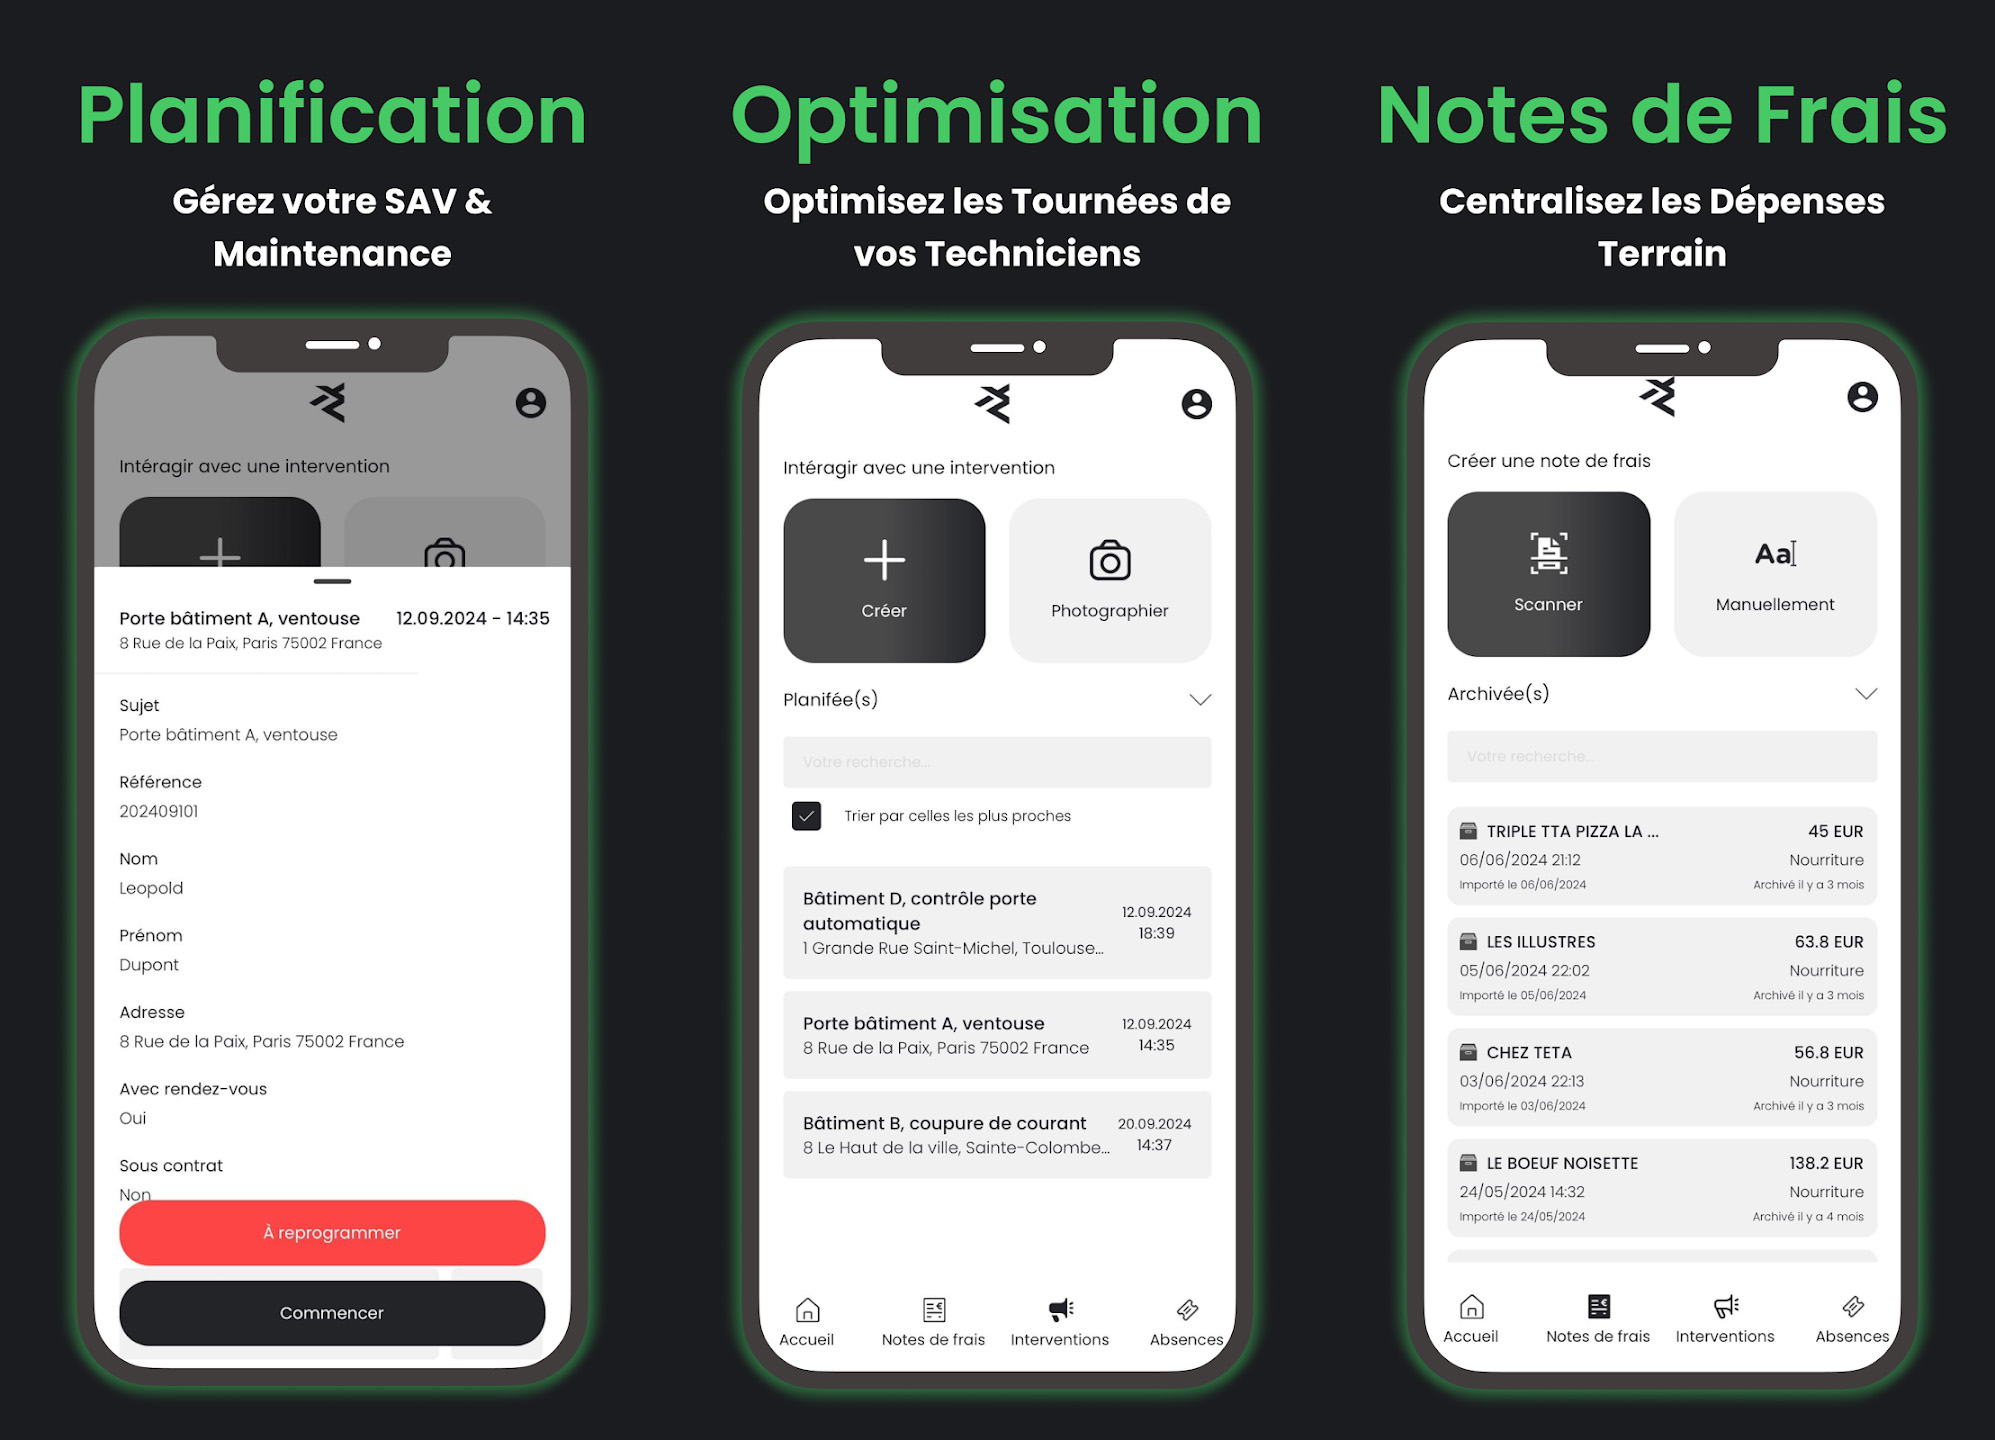 Planification
Gérez votre SAV &
Maintenance
Intéragir avec une intervention
Porte bâtiment A, ventouse 12.09.2024 - 14:35
8 Rue de la Paix, Paris 75002 France
Sujet
Porte bâtiment A, ventouse
Référence
202409101
Nom
Leopold
Prénom
Dupont
Adresse
8 Rue de la Paix, Paris 75002 France
Avec rendez-vous
Oui
Sous contrat
Non
À reprogrammer
Commencer
Optimisation
Optimisez les Tournées de
vos Techniciens
Intéragir avec une intervention
Créer Photographier
Planifée(s)
Votre recherche...
Trier par celles les plus proches
Bâtiment D, contrôle porte
automatique
1 Grande Rue Saint-Michel, Toulouse...
12.09.2024
18:39
Porte bâtiment A, ventouse
8 Rue de la Paix, Paris 75002 France
12.09.2024
14:35
Bâtiment B, coupure de courant
8 Le Haut de la ville, Sainte-Colombe...
20.09.2024
14:37
Accueil Notes de frais Interventions Absences
Notes de Frais
Centralisez les Dépenses
Terrain
Créer une note de frais
Aa
Scanner Manuellement
Archivée(s)
Votre recherche...
TRIPLE TTA PIZZA LA ... 45 EUR
06/06/2024 21:12 Nourriture
Importé le 06/06/2024 Archivé il y a 3 mois
LES ILLUSTRES 63.8 EUR
05/06/2024 22:02 Nourriture
Importé le 05/06/2024 Archivé il y a 3 mois
CHEZ TETA 56.8 EUR
03/06/2024 22:13 Nourriture
Importé le 03/06/2024 Archivé il y a 3 mois
LE BOEUF NOISETTE 138.2 EUR
24/05/2024 14:32 Nourriture
Importé le 24/05/2024 Archivé il y a 4 mois
Accueil Notes de frais Interventions Absences